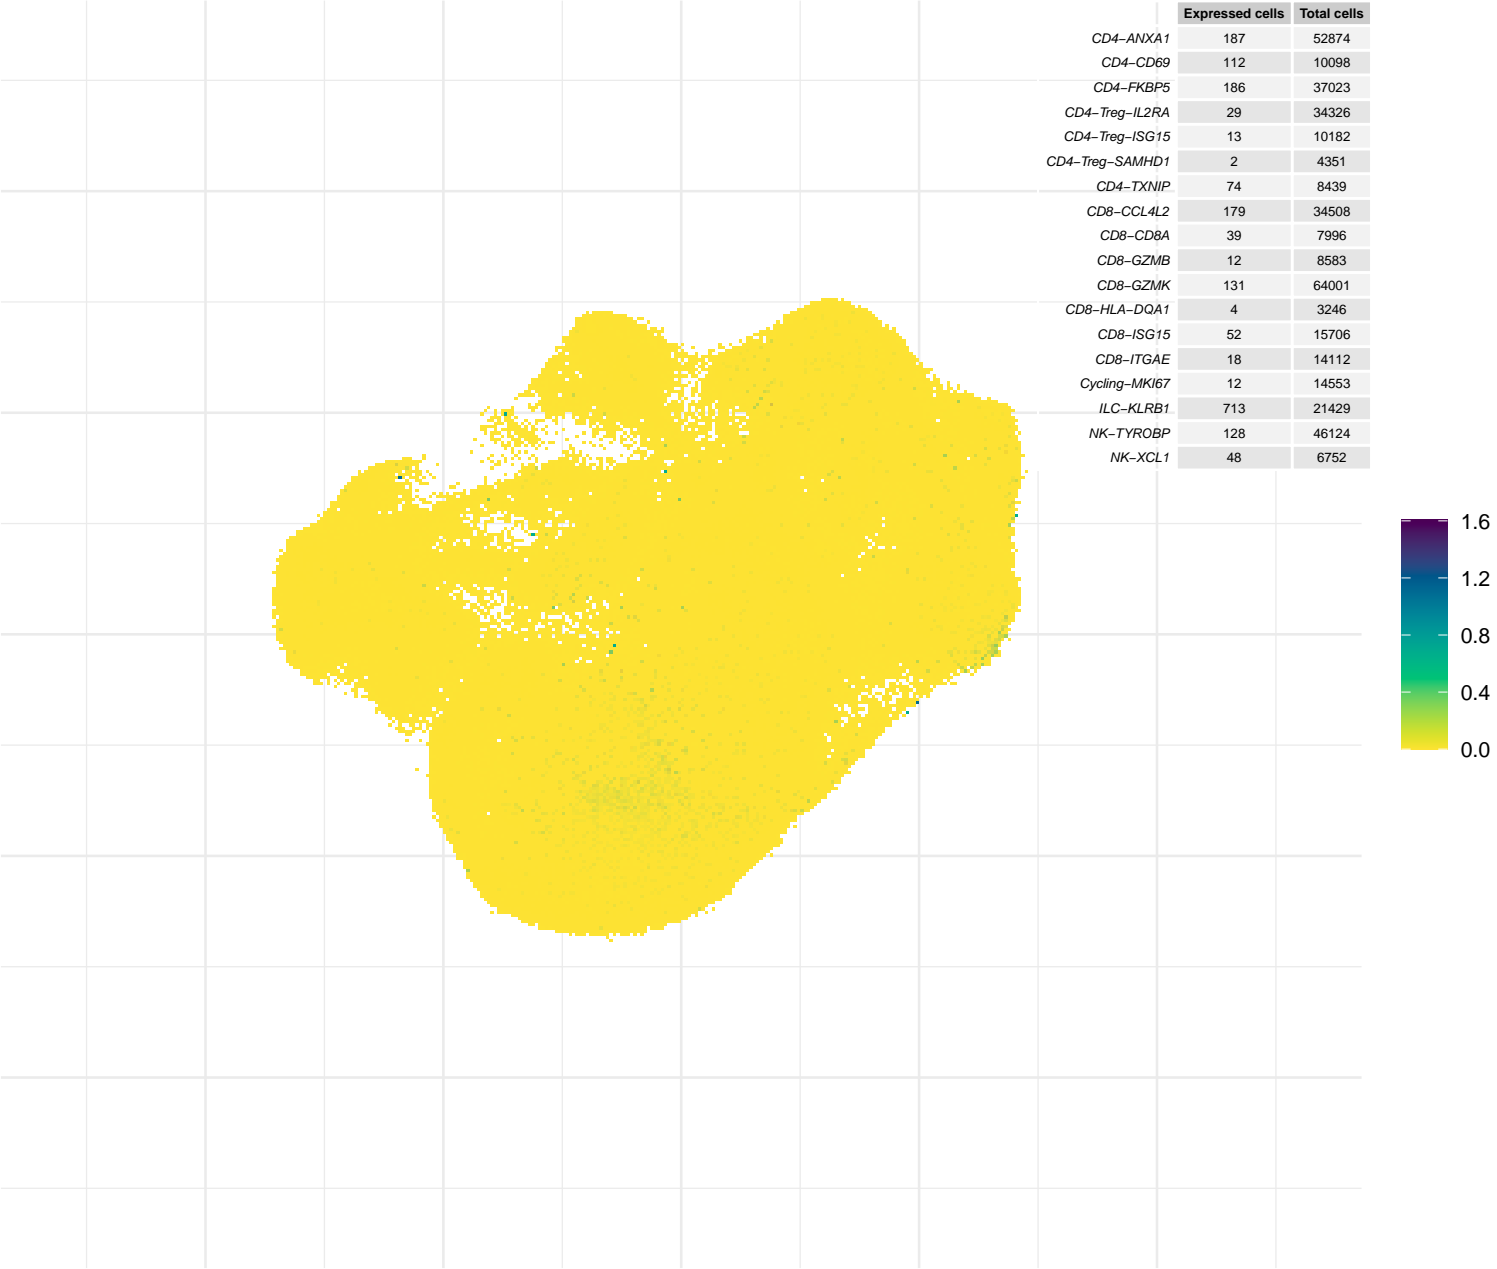 Expressed cells Total cells
CD4−ANXA1 187 52874
CD4−CD69 112 10098
CD4−FKBP5 186 37023
CD4−Treg−IL2RA 29 34326
CD4−Treg−ISG15 13 10182
CD4−Treg−SAMHD1 2 4351
CD4−TXNIP 74 8439
CD8−CCL4L2 179 34508
CD8−CD8A 39 7996
CD8−GZMB 12 8583
CD8−GZMK 131 64001
CD8−HLA−DQA1 4 3246
CD8−ISG15 52 15706
CD8−ITGAE 18 14112
Cycling−MKI67 12 14553
ILC−KLRB1 713 21429
NK−TYROBP 128 46124
NK−XCL1 48 6752
1.6
1.2
0.8
0.4
0.0